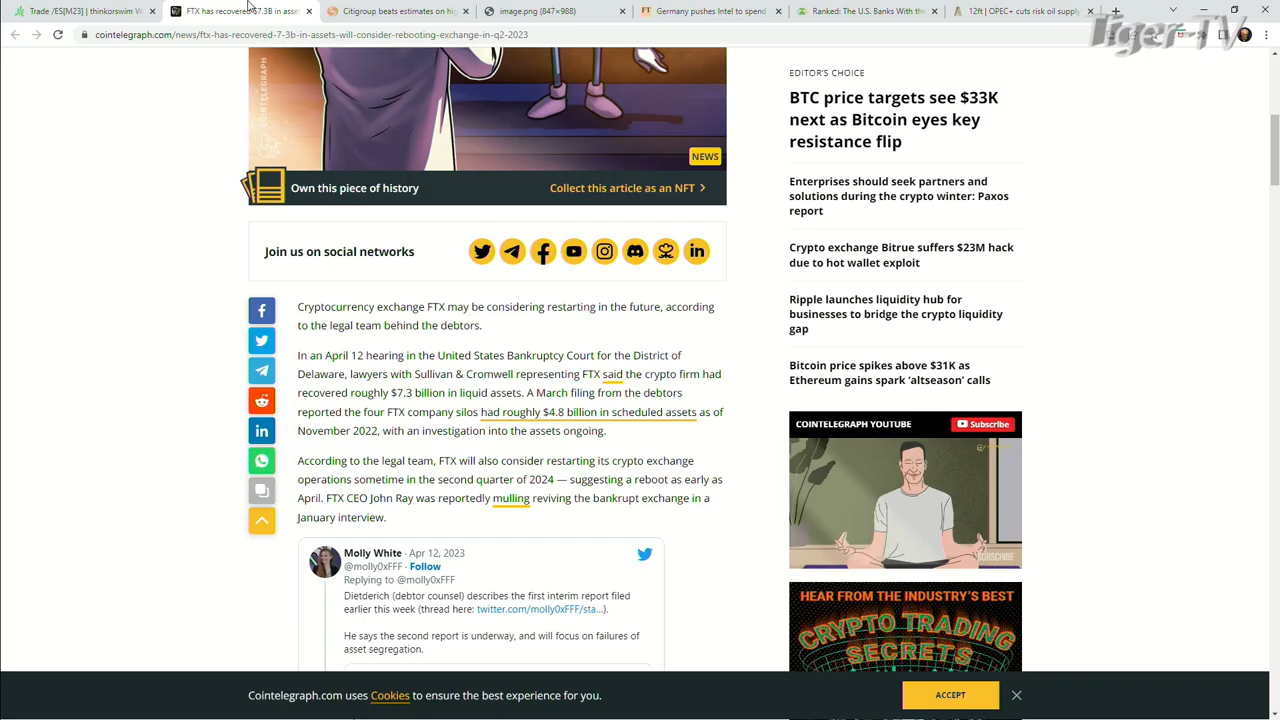 Trade /ES[M23] | thinkorswim W
FTX has recovered $7.3B in asse
Citigroup beats estimates on hig
image.png (847×988)
Germany pushes Intel to spend
Ranked: The U.S. Banks With the
12ft | OPEC+ cuts risk oil supply
Tiger TV
cointelegraph.com/news/ftx-has-recovered-7-3b-in-assets-will-consider-rebooting-exchange-in-q2-2023
COINTELEGRAPH
NEWS
Own this piece of history
Collect this article as an NFT
Join us on social networks
Cryptocurrency exchange FTX may be considering restarting in the future, according
to the legal team behind the debtors.
In an April 12 hearing in the United States Bankruptcy Court for the District of
Delaware, lawyers with Sullivan & Cromwell representing FTX said the crypto firm had
recovered roughly $7.3 billion in liquid assets. A March filing from the debtors
reported the four FTX company silos had roughly $4.8 billion in scheduled assets as of
November 2022, with an investigation into the assets ongoing.
According to the legal team, FTX will also consider restarting its crypto exchange
operations sometime in the second quarter of 2024 — suggesting a reboot as early as
April. FTX CEO John Ray was reportedly mulling reviving the bankrupt exchange in a
January interview.
Molly White · Apr 12, 2023
@molly0xFFF · Follow
Replying to @molly0xFFF
Dietderich (debtor counsel) describes the first interim report filed
earlier this week (thread here: twitter.com/molly0xFFF/sta...).
He says the second report is underway, and will focus on failures of
asset segregation.
EDITOR'S CHOICE
BTC price targets see $33K
next as Bitcoin eyes key
resistance flip
Enterprises should seek partners and
solutions during the crypto winter: Paxos
report
Crypto exchange Bitrue suffers $23M hack
due to hot wallet exploit
Ripple launches liquidity hub for
businesses to bridge the crypto liquidity
gap
Bitcoin price spikes above $31K as
Ethereum gains spark ‘altseason’ calls
COINTELEGRAPH YOUTUBE
Subscribe
SUBSCRIBE
HEAR FROM THE INDUSTRY'S BEST
CRYPTO TRADING
SECRETS
Cointelegraph.com uses Cookies to ensure the best experience for you.
ACCEPT